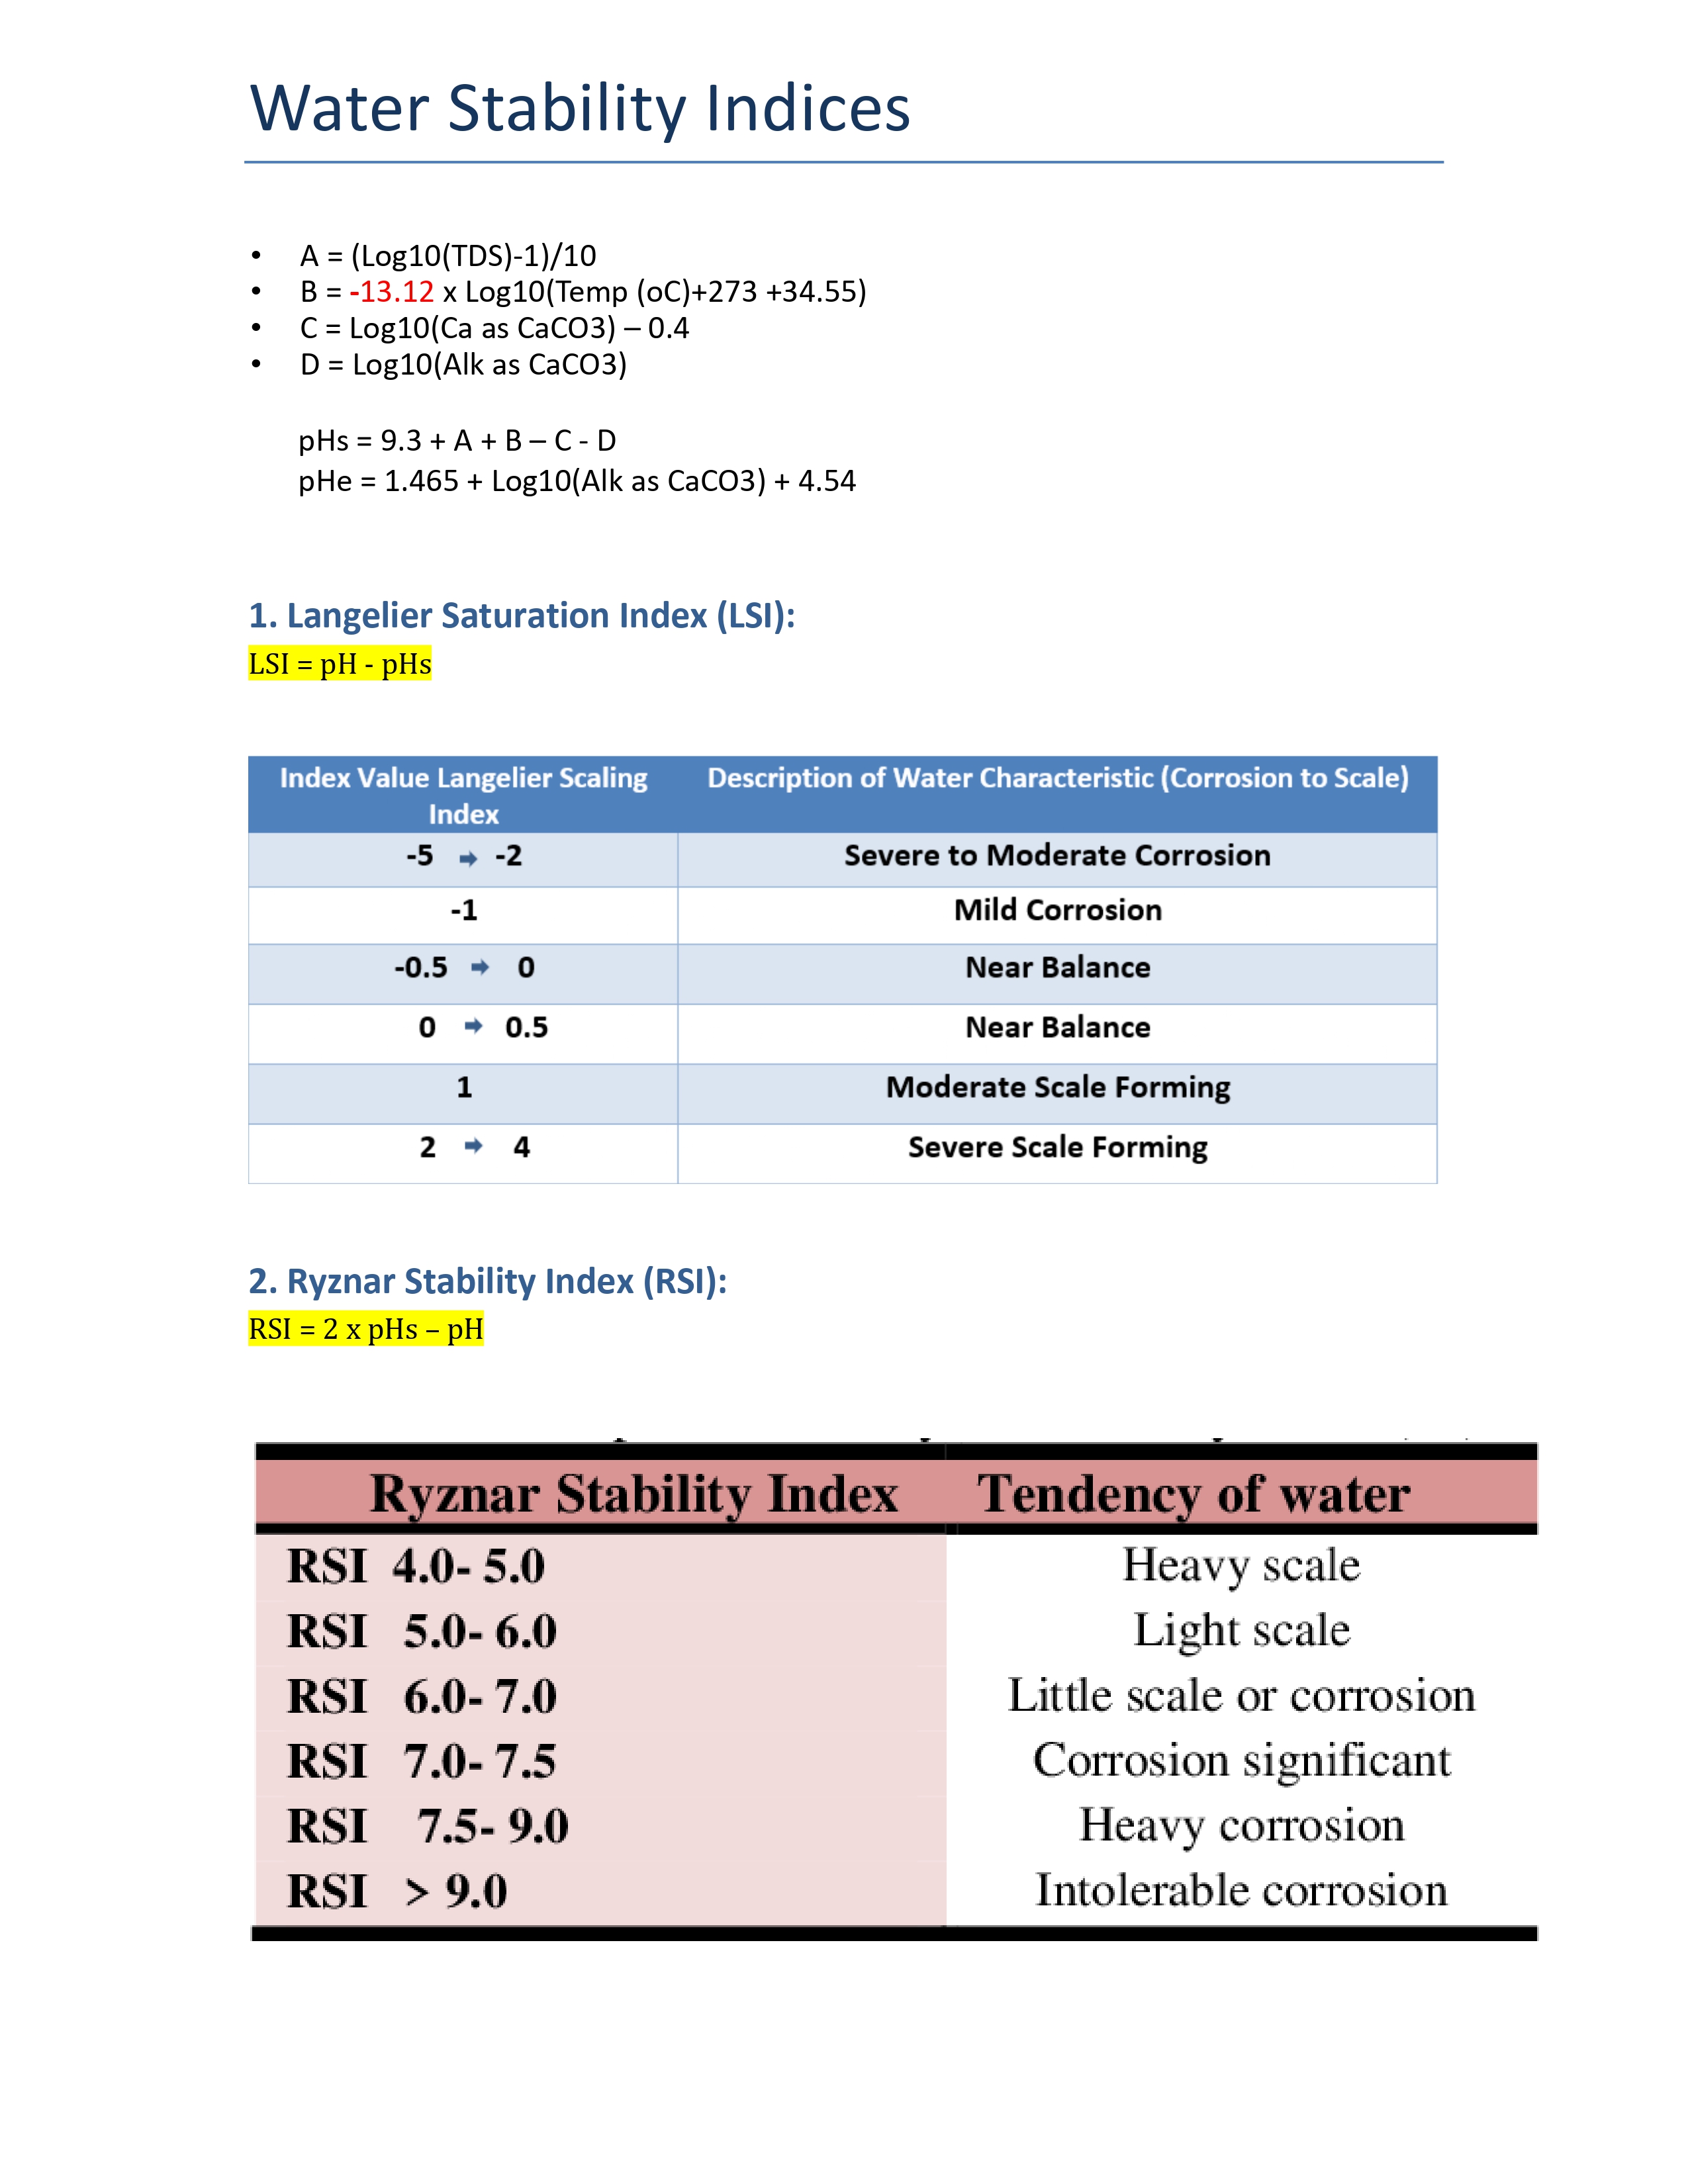 Water Stability Indices
• A = (Log10(TDS)-1)/10
• B = -13.12 x Log10(Temp (oC)+273 +34.55)
• C = Log10(Ca as CaCO3) – 0.4
• D = Log10(Alk as CaCO3)
pHs = 9.3 + A + B – C - D
pHe = 1.465 + Log10(Alk as CaCO3) + 4.54
1. Langelier Saturation Index (LSI):
LSI = pH - pHs
Index Value Langelier Scaling Index Description of Water Characteristic (Corrosion to Scale)
-5 ➡ -2 Severe to Moderate Corrosion
-1 Mild Corrosion
-0.5 ➡ 0 Near Balance
0 ➡ 0.5 Near Balance
1 Moderate Scale Forming
2 ➡ 4 Severe Scale Forming
2. Ryznar Stability Index (RSI):
RSI = 2 x pHs – pH
Ryznar Stability Index Tendency of water
RSI 4.0- 5.0 Heavy scale
RSI 5.0- 6.0 Light scale
RSI 6.0- 7.0 Little scale or corrosion
RSI 7.0- 7.5 Corrosion significant
RSI 7.5- 9.0 Heavy corrosion
RSI > 9.0 Intolerable corrosion